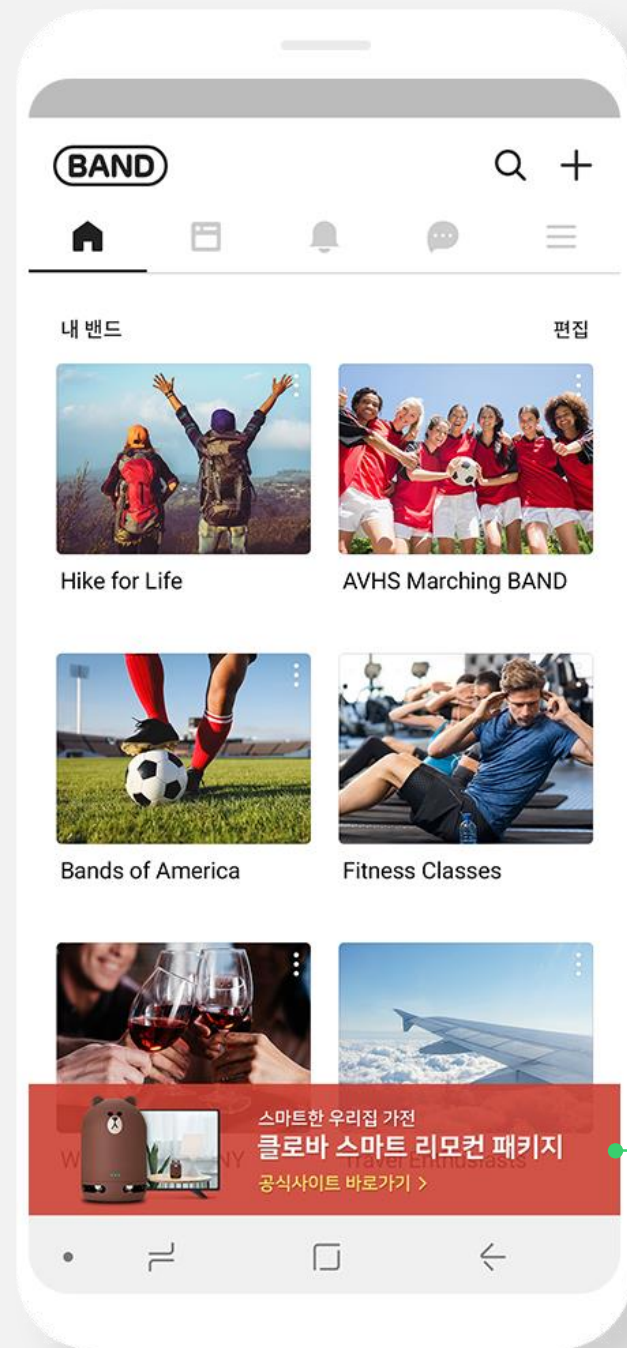 BAND
내 밴드
편집
Hike for Life
AVHS Marching BAND
Bands of America
Fitness Classes
스마트한 우리집 가전
클로바 스마트 리모컨 패키지
공식사이트 바로가기 >
Travel Enthusiasts